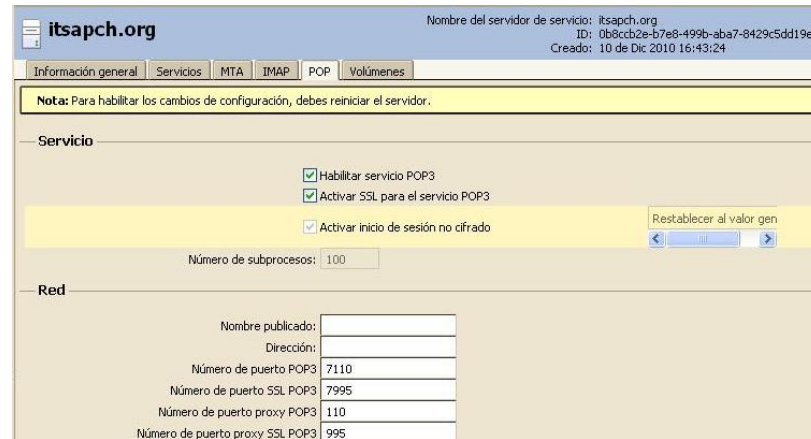 itsapch.org
Nombre del servidor de servicio: itsapch.org
ID: 0b8ccb2e-b7e8-499b-aba7-8429c5dd19e
Creado: 10 de Dic 2010 16:43:24
Información general Servicios MTA IMAP POP Volúmenes
Nota: Para habilitar los cambios de configuración, debes reiniciar el servidor.
Servicio
Habilitar servicio POP3
Activar SSL para el servicio POP3
Activar inicio de sesión no cifrado Restablecer al valor gen
Número de subprocesos: 100
Red
Nombre publicado:
Dirección:
Número de puerto POP3 7110
Número de puerto SSL POP3 7995
Número de puerto proxy POP3 110
Número de puerto proxy SSL POP3 995